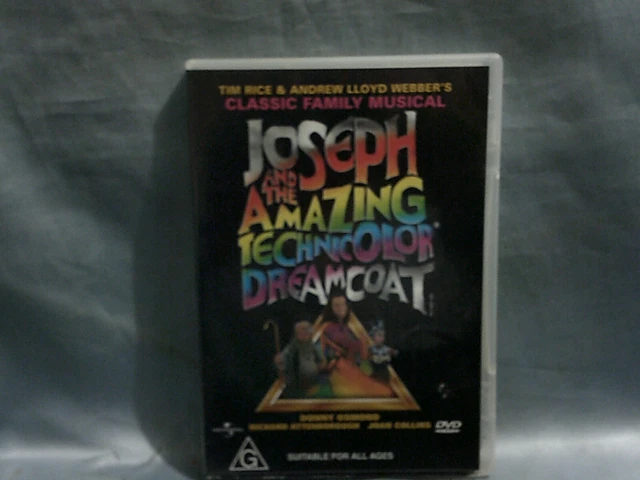 TIM RICE & ANDREW LLOYD WEBBER'S
CLASSIC FAMILY MUSICAL
JOSEPH
AND
THE
AMAZING
TECHNICOLOR
DREAMCOAT
DONNY OSMOND
RICHARD ATTENBOROUGH JOAN COLLINS DVD
G SUITABLE FOR ALL AGES